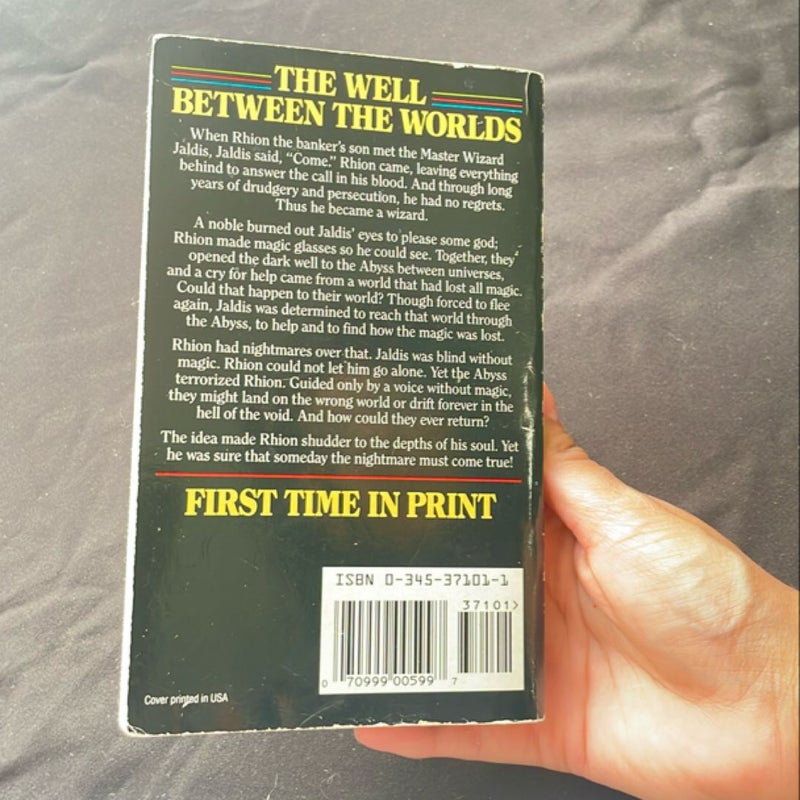 THE WELL
BETWEEN THE WORLDS
When Rhion the banker's son met the Master Wizard
Jaldis, Jaldis said, "Come." Rhion came, leaving everything
behind to answer the call in his blood. And through long
years of drudgery and persecution, he had no regrets.
Thus he became a wizard.
A noble burned out Jaldis' eyes to please some god;
Rhion made magic glasses so he could see. Together, they
opened the dark well to the Abyss between universes,
and a cry for help came from a world that had lost all magic.
Could that happen to their world? Though forced to flee
again, Jaldis was determined to reach that world through
the Abyss, to help and to find how the magic was lost.
Rhion had nightmares over that. Jaldis was blind without
magic. Rhion could not let him go alone. Yet the Abyss
terrorized Rhion. Guided only by a voice without magic,
they might land on the wrong world or drift forever in the
hell of the void. And how could they ever return?
The idea made Rhion shudder to the depths of his soul. Yet
he was sure that someday the nightmare must come true!
FIRST TIME IN PRINT
ISBN 0-345-37101-1
37101>
0 70999 00599 7
Cover printed in USA